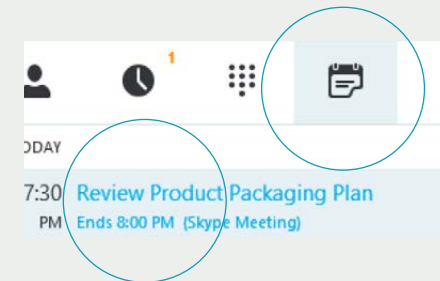 1
ODAY
7:30 Review Product Packaging Plan
PM Ends 8:00 PM (Skype Meeting)